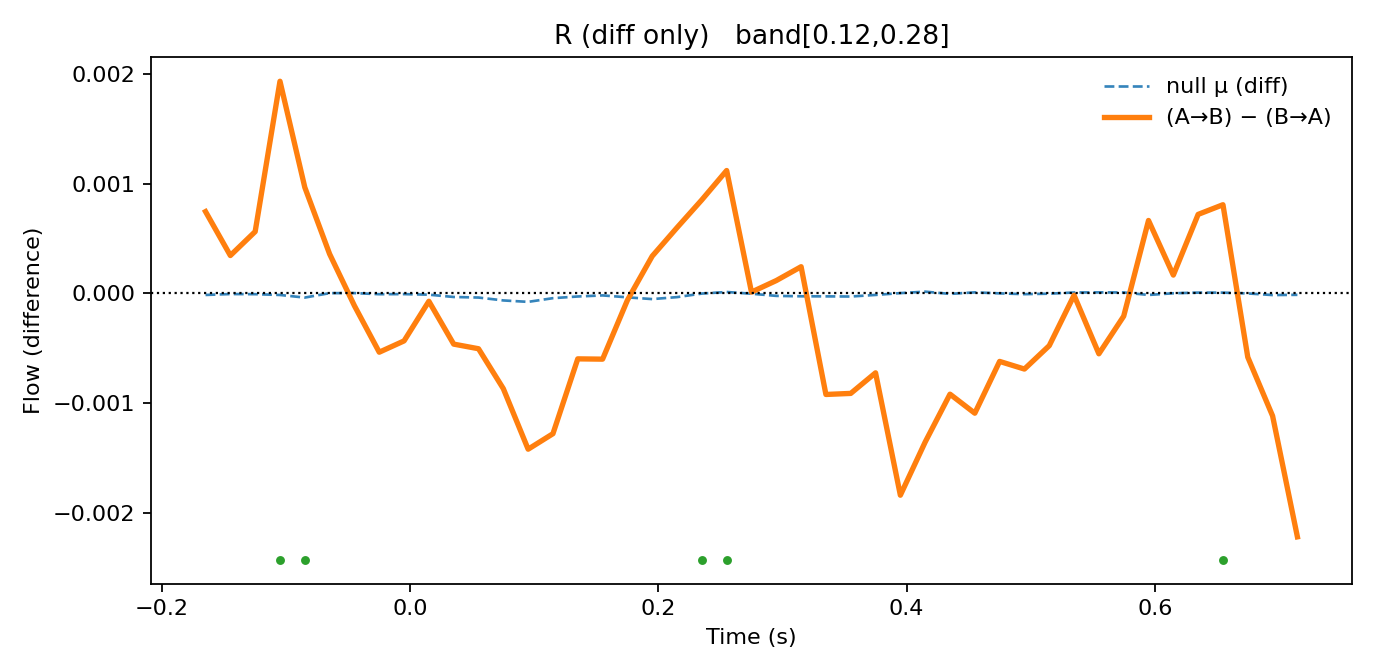 R (diff only)   band[0.12,0.28]
null μ (diff)
(A→B) − (B→A)
Flow (difference)
0.002
0.001
0.000
−0.001
−0.002
−0.2
0.0
0.2
0.4
0.6
Time (s)